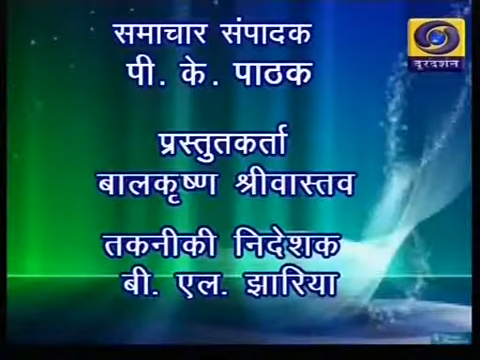 समाचार संपादक
पी. के. पाठक
दूरदर्शन
प्रस्तुतकर्ता
बालकृष्ण श्रीवास्तव
तकनीकी निदेशक
बी. एल. झारिया